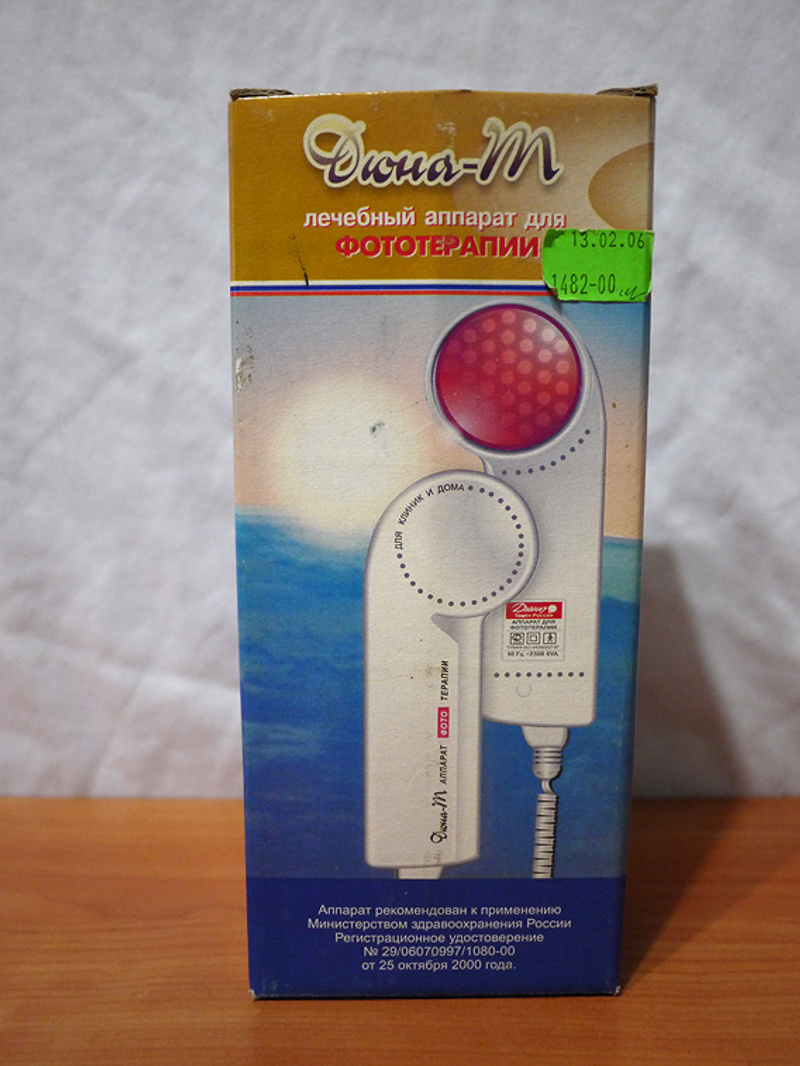 Дюна-Т
лечебный аппарат для
ФОТОТЕРАПИИ
13.02.06
1482-00
ДЛЯ КЛИНИК И ДОМА
Дюна
АППАРАТ ДЛЯ
ФОТОТЕРАПИИ
Дюна-Т АППАРАТ ФОТО ТЕРАПИИ
Аппарат рекомендован к применению
Министерством здравоохранения России
Регистрационное удостоверение
№ 29/06070997/1080-00
от 25 октября 2000 года.